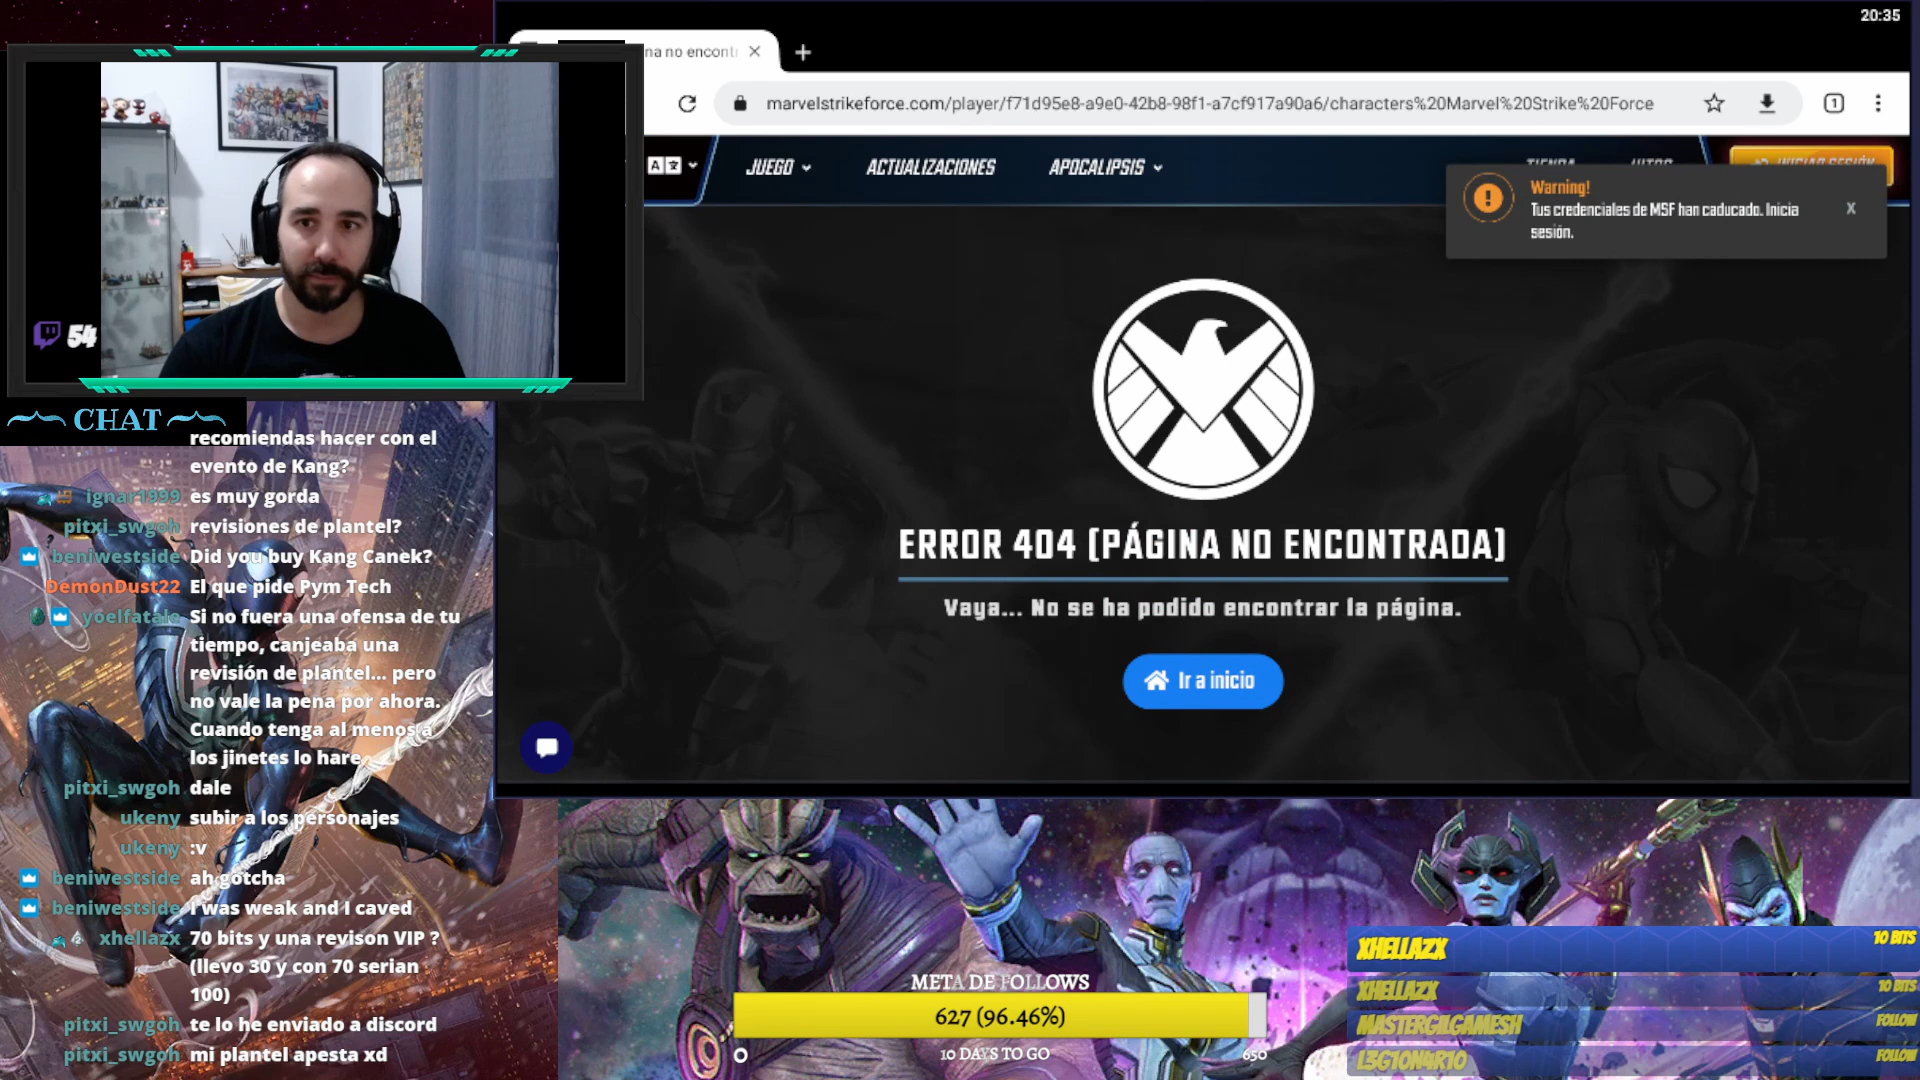 20:35
na no encont
marvelstrikeforce.com/player/f71d95e8-a9e0-42b8-98f1-a7cf917a90a6/characters%20Marvel%20Strike%20Force
1
JUEGO
ACTUALIZACIONES
APOCALIPSIS
TIENDA
INICIAR SESIÓN
Warning!
Tus credenciales de MSF han caducado. Inicia
sesión.
X
54
ERROR 404 (PÁGINA NO ENCONTRADA)
Vaya... No se ha podido encontrar la página.
Ir a inicio
CHAT
recomiendas hacer con el
evento de Kang?
ignar1999 es muy gorda
pitxi_swgoh revisiones de plantel?
beniwestside Did you buy Kang Canek?
DemonDust22 El que pide Pym Tech
yoelfatale Si no fuera una ofensa de tu
tiempo, canjeaba una
revisión de plantel... pero
no vale la pena por ahora.
Cuando tenga al menos a
los jinetes lo hare
pitxi_swgoh dale
ukeny subir a los personajes
ukeny :v
beniwestside ah gotcha
beniwestside I was weak and I caved
xhellazx 70 bits y una revison VIP ?
(llevo 30 y con 70 serian
100)
pitxi_swgoh te lo he enviado a discord
pitxi_swgoh mi plantel apesta xd
META DE FOLLOWS
627 (96.46%)
0
10 DAYS TO GO
650
XHELLAZX 10 BITS
XHELLAZX 10 BITS
MASTERGILGAMESH FOLLOW
L3G10N4R10 FOLLOW